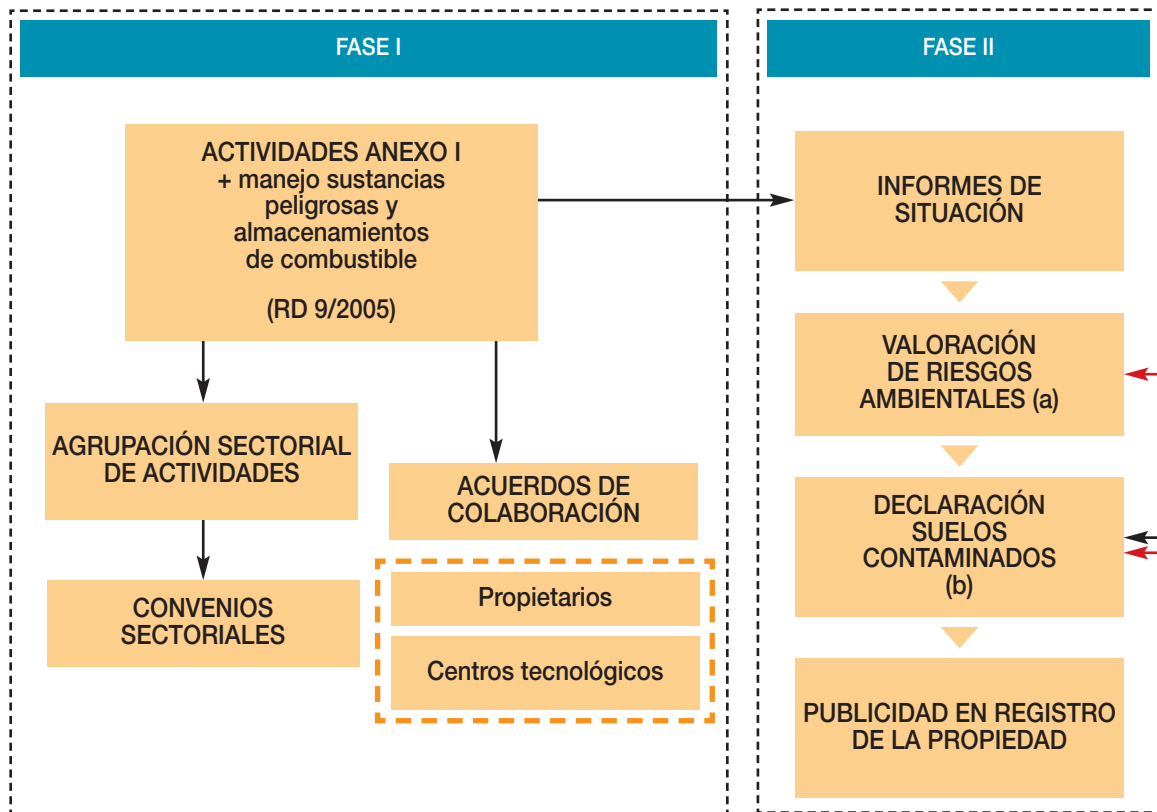 FASE I
ACTIVIDADES ANEXO I
+ manejo sustancias
peligrosas y
almacenamientos
de combustible
(RD 9/2005)
AGRUPACIÓN SECTORIAL
DE ACTIVIDADES
ACUERDOS DE
COLABORACIÓN
CONVENIOS
SECTORIALES
Propietarios
Centros tecnológicos
FASE II
INFORMES DE
SITUACIÓN
VALORACIÓN
DE RIESGOS
AMBIENTALES (a)
DECLARACIÓN
SUELOS
CONTAMINADOS
(b)
PUBLICIDAD EN REGISTRO
DE LA PROPIEDAD